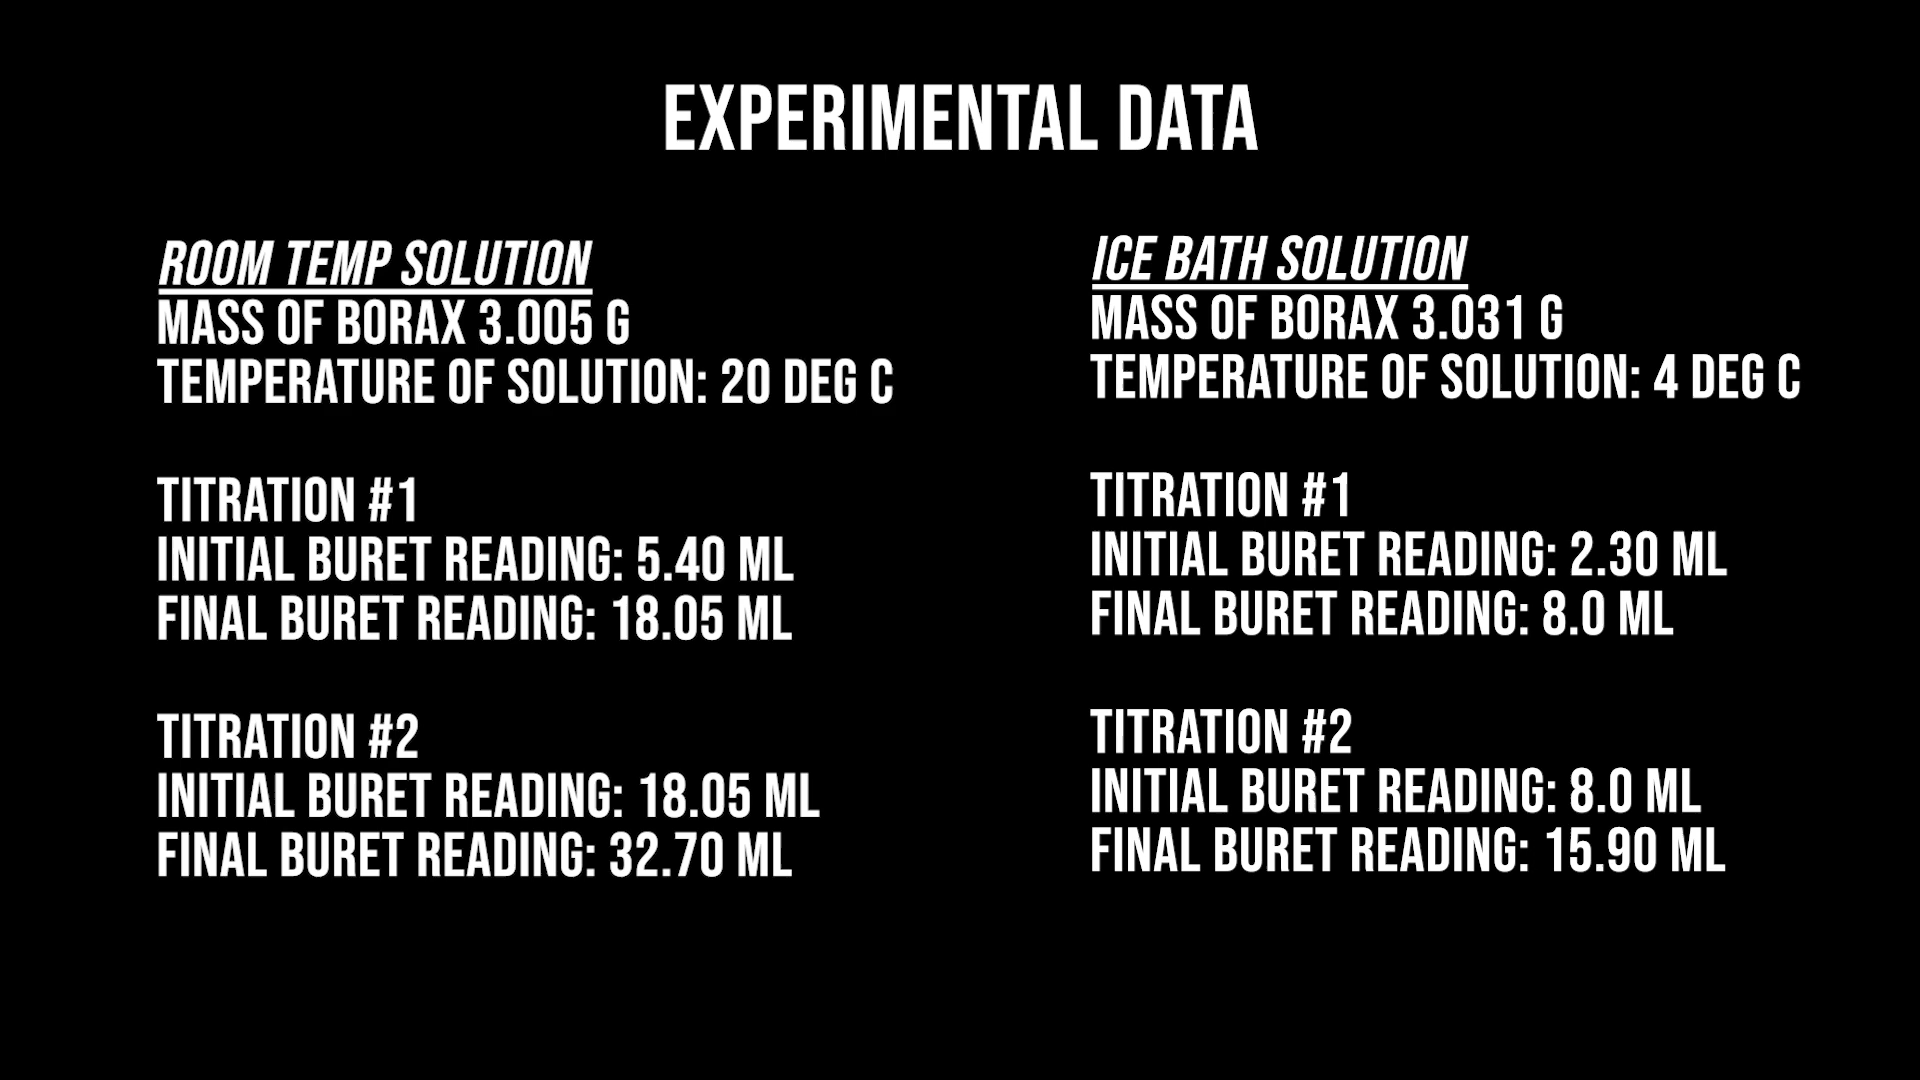 EXPERIMENTAL DATA
ROOM TEMP SOLUTION
MASS OF BORAX 3.005 G
TEMPERATURE OF SOLUTION: 20 DEG C
TITRATION #1
INITIAL BURET READING: 5.40 ML
FINAL BURET READING: 18.05 ML
TITRATION #2
INITIAL BURET READING: 18.05 ML
FINAL BURET READING: 32.70 ML
ICE BATH SOLUTION
MASS OF BORAX 3.031 G
TEMPERATURE OF SOLUTION: 4 DEG C
TITRATION #1
INITIAL BURET READING: 2.30 ML
FINAL BURET READING: 8.0 ML
TITRATION #2
INITIAL BURET READING: 8.0 ML
FINAL BURET READING: 15.90 ML